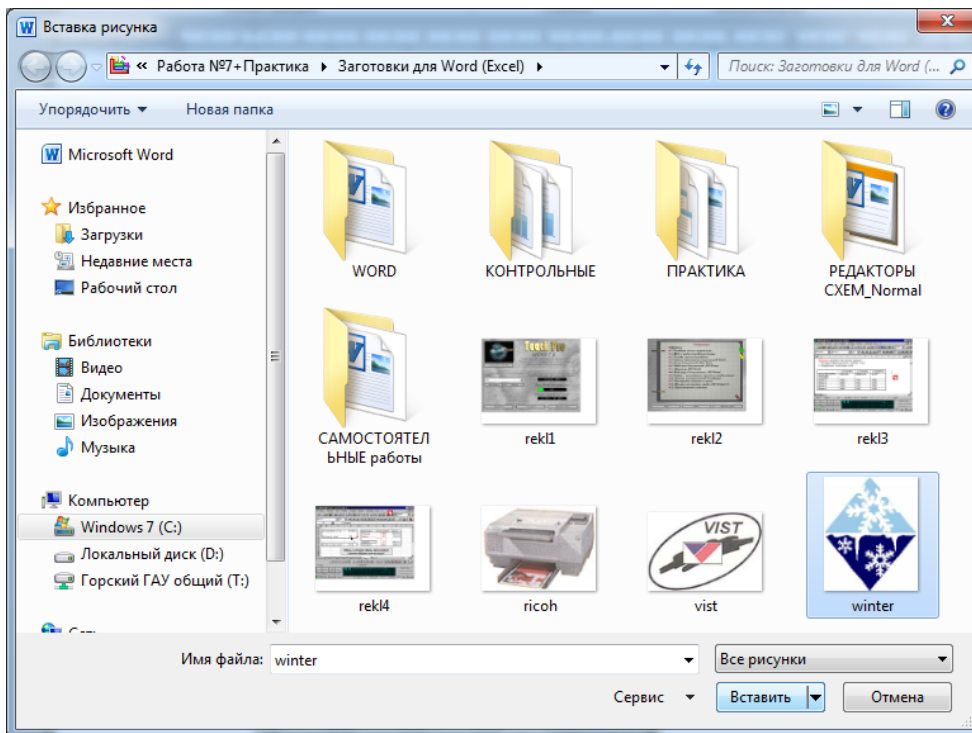 Вставка рисунка
« Работа №7+Практика ▸ Заготовки для Word (Excel) ▸
Поиск: Заготовки для Word (...
Упорядочить
Новая папка
Microsoft Word
Избранное
Загрузки
Недавние места
Рабочий стол
Библиотеки
Видео
Документы
Изображения
Музыка
Компьютер
Windows 7 (C:)
Локальный диск (D:)
Горский ГАУ общий (T:)
WORD
КОНТРОЛЬНЫЕ
ПРАКТИКА
РЕДАКТОРЫ
СХЕМ_Normal
САМОСТОЯТЕЛ
ЬНЫЕ работы
rekl1
rekl2
rekl3
VIST
rekl4
ricoh
vist
winter
Имя файла: winter
Все рисунки
Сервис
Вставить
Отмена